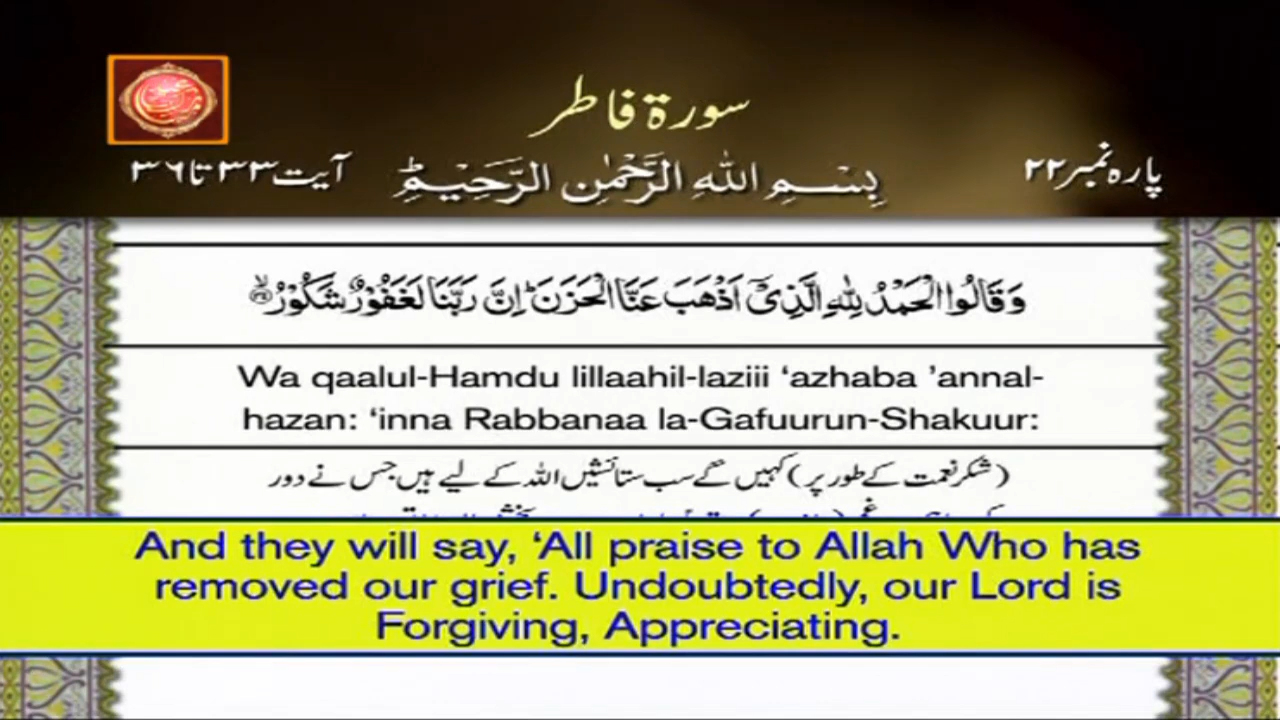 سورۃ فاطر
پارہ نمبر ۲۲
بِسْمِ اللهِ الرَّحْمٰنِ الرَّحِيْمِ
آیت ۳۳ تا ۳۶
وَقَالُوا الْحَمْدُ لِلّٰهِ الَّذِىْٓ اَذْهَبَ عَنَّا الْحَزَنَ ؕ اِنَّ رَبَّنَا لَغَفُوْرٌ شَكُوْرُ ۙ﴿۳۴﴾
Wa qaalul-Hamdu lillaahil-laziii ‘azhaba ’annal-
hazan: ‘inna Rabbanaa la-Gafuurun-Shakuur:
(شکر نعمت کے طور پر) کہیں گے سب ستائشیں اللہ کے لیے ہیں جس نے دور
And they will say, ‘All praise to Allah Who has
removed our grief. Undoubtedly, our Lord is
Forgiving, Appreciating.